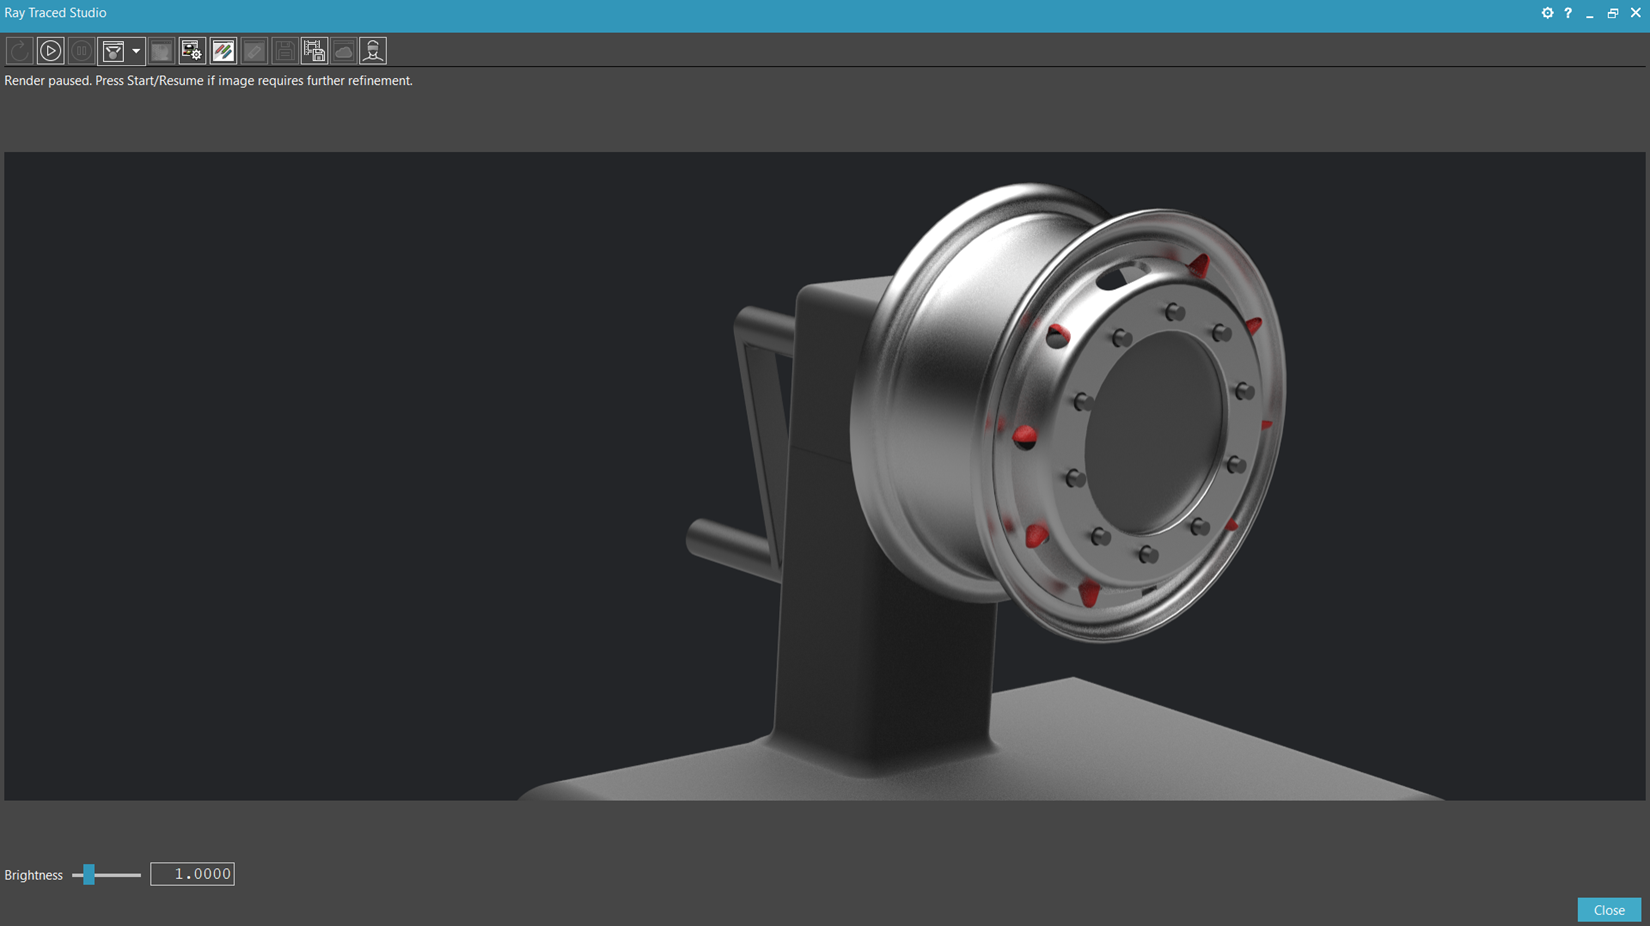 Ray Traced Studio
Render paused. Press Start/Resume if image requires further refinement.
Brightness
1.0000
Close